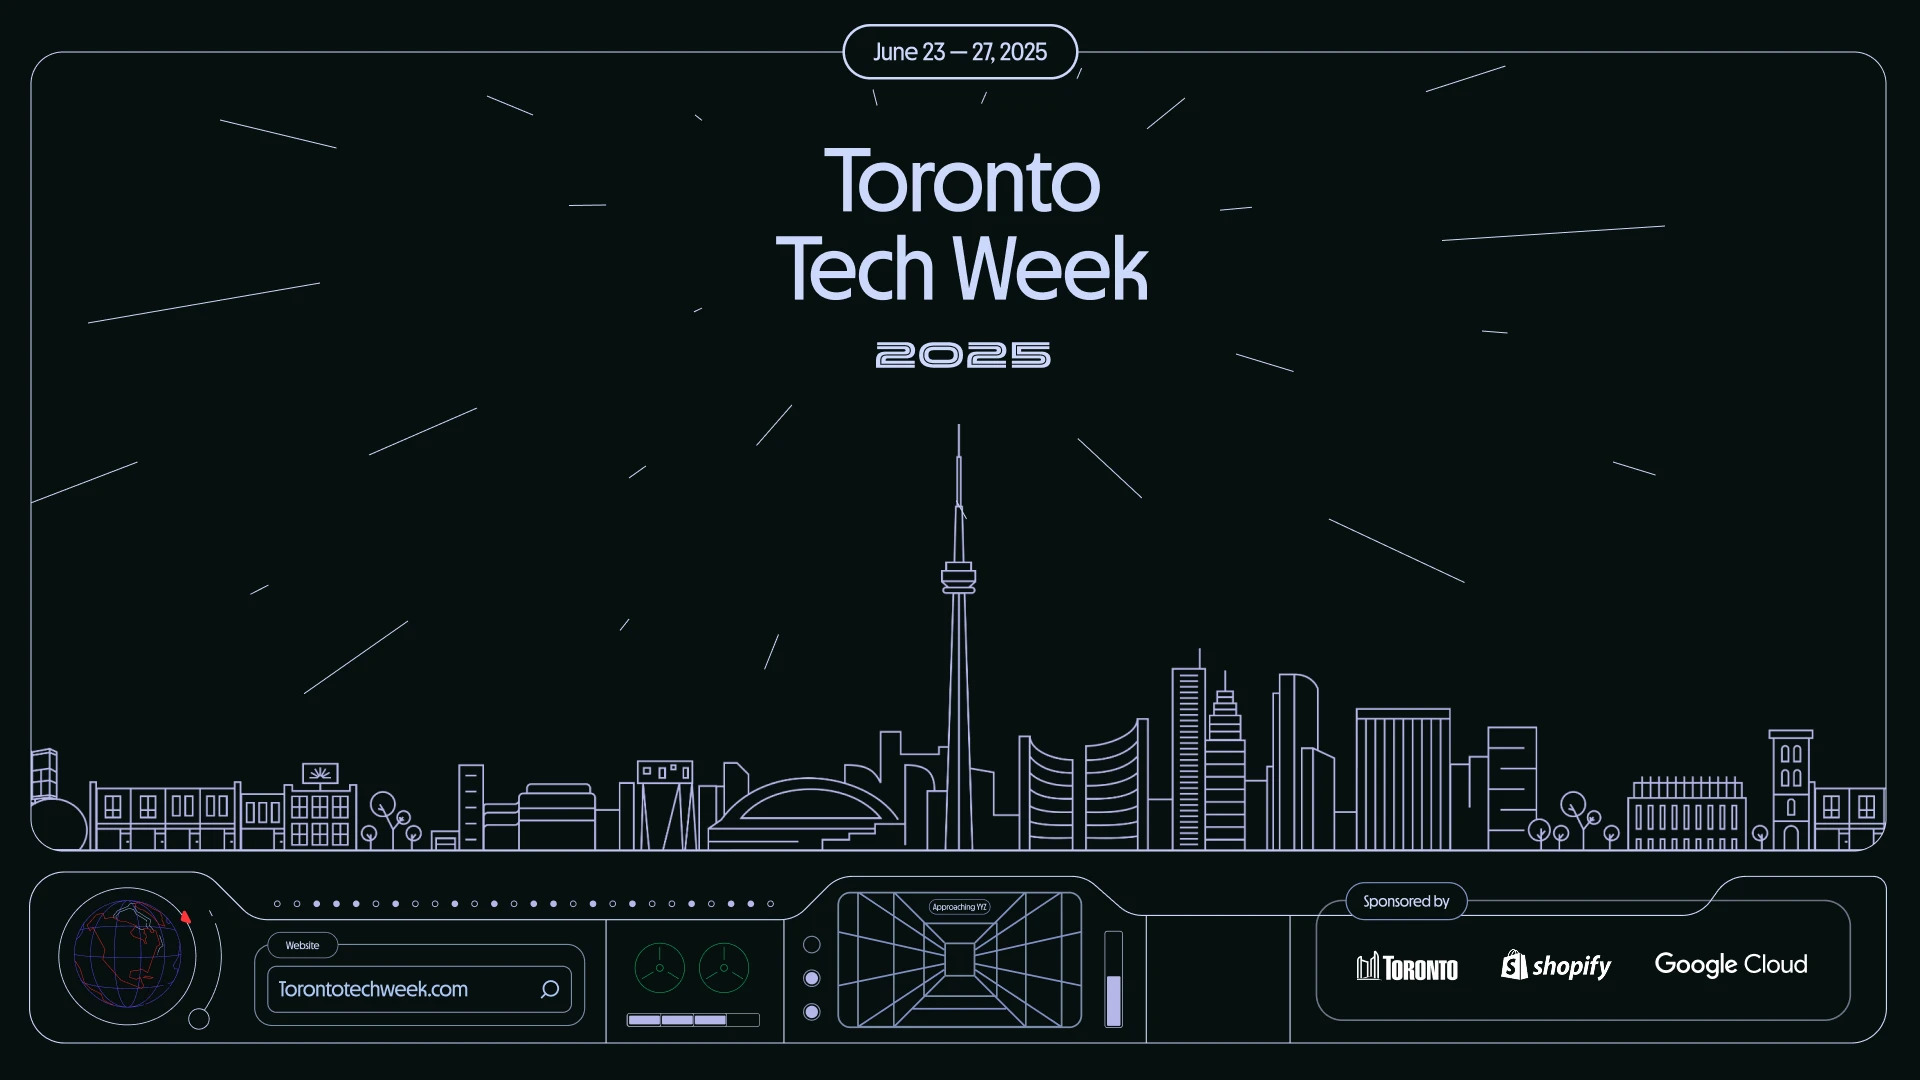 June 23 — 27, 2025
Toronto
Tech Week
2025
Website
Torontotechweek.com
Approaching YYZ
Sponsored by
TORONTO
shopify
Google Cloud